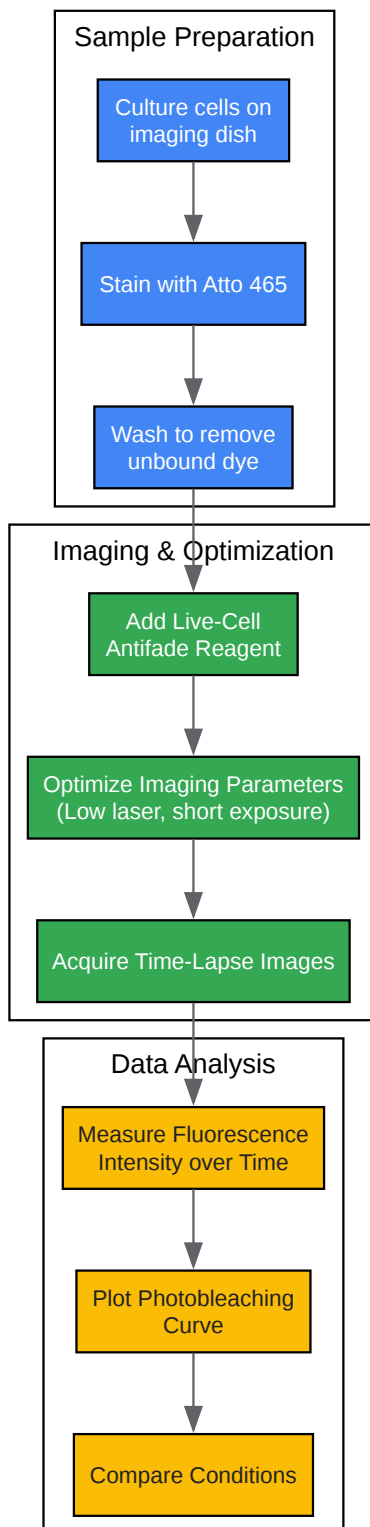 Sample Preparation
Culture cells on
imaging dish
Stain with Atto 465
Wash to remove
unbound dye
Imaging & Optimization
Add Live-Cell
Antifade Reagent
Optimize Imaging Parameters
(Low laser, short exposure)
Acquire Time-Lapse Images
Data Analysis
Measure Fluorescence
Intensity over Time
Plot Photobleaching
Curve
Compare Conditions